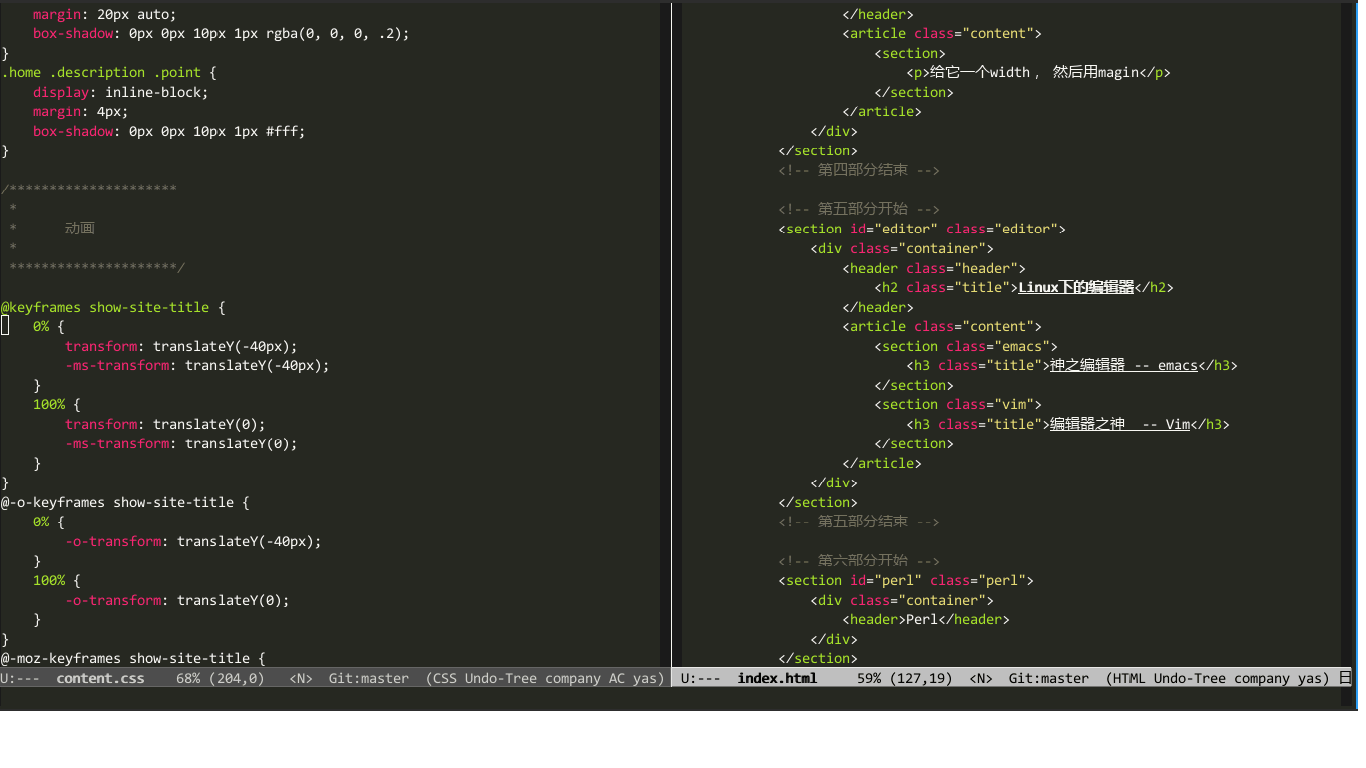 margin: 20px auto;
    box-shadow: 0px 0px 10px 1px rgba(0, 0, 0, .2);
}
.home .description .point {
    display: inline-block;
    margin: 4px;
    box-shadow: 0px 0px 10px 1px #fff;
}
/*********************
 *
 *      动画
 *
 *********************/
@keyframes show-site-title {
    0% {
        transform: translateY(-40px);
        -ms-transform: translateY(-40px);
    }
    100% {
        transform: translateY(0);
        -ms-transform: translateY(0);
    }
}
@-o-keyframes show-site-title {
    0% {
        -o-transform: translateY(-40px);
    }
    100% {
        -o-transform: translateY(0);
    }
}
@-moz-keyframes show-site-title {
U:---  content.css    68% (204,0)   <N>  Git:master  (CSS Undo-Tree company AC yas)
                    </header>
                    <article class="content">
                        <section>
                            <p>给它一个width， 然后用magin</p>
                        </section>
                    </article>
                </div>
            </section>
            <!-- 第四部分结束 -->
            <!-- 第五部分开始 -->
            <section id="editor" class="editor">
                <div class="container">
                    <header class="header">
                        <h2 class="title">Linux下的编辑器</h2>
                    </header>
                    <article class="content">
                        <section class="emacs">
                            <h3 class="title">神之编辑器 -- emacs</h3>
                        </section>
                        <section class="vim">
                            <h3 class="title">编辑器之神  -- Vim</h3>
                        </section>
                    </article>
                </div>
            </section>
            <!-- 第五部分结束 -->
            <!-- 第六部分开始 -->
            <section id="perl" class="perl">
                <div class="container">
                    <header>Perl</header>
                </div>
            </section>
U:---  index.html     59% (127,19)  <N>  Git:master  (HTML Undo-Tree company yas) 日